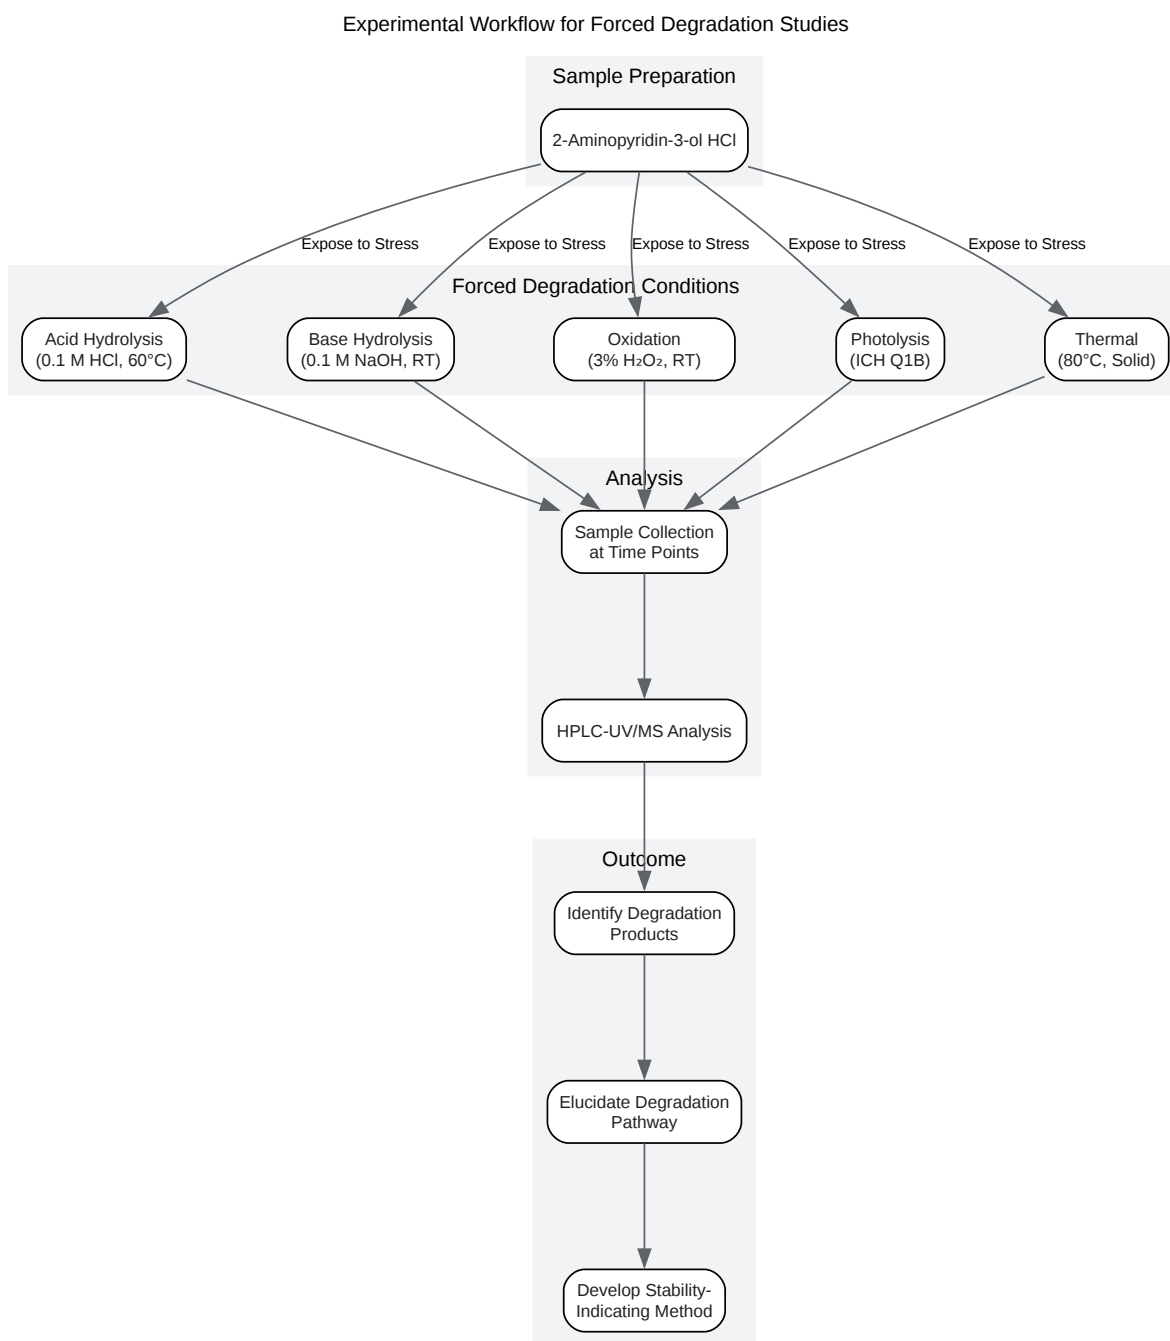 Experimental Workflow for Forced Degradation Studies
Sample Preparation
2-Aminopyridin-3-ol HCl
Expose to Stress
Expose to Stress
Expose to Stress
Expose to Stress
Expose to Stress
Forced Degradation Conditions
Acid Hydrolysis
(0.1 M HCl, 60°C)
Base Hydrolysis
(0.1 M NaOH, RT)
Oxidation
(3% H₂O₂, RT)
Photolysis
(ICH Q1B)
Thermal
(80°C, Solid)
Analysis
Sample Collection
at Time Points
HPLC-UV/MS Analysis
Outcome
Identify Degradation
Products
Elucidate Degradation
Pathway
Develop Stability-
Indicating Method